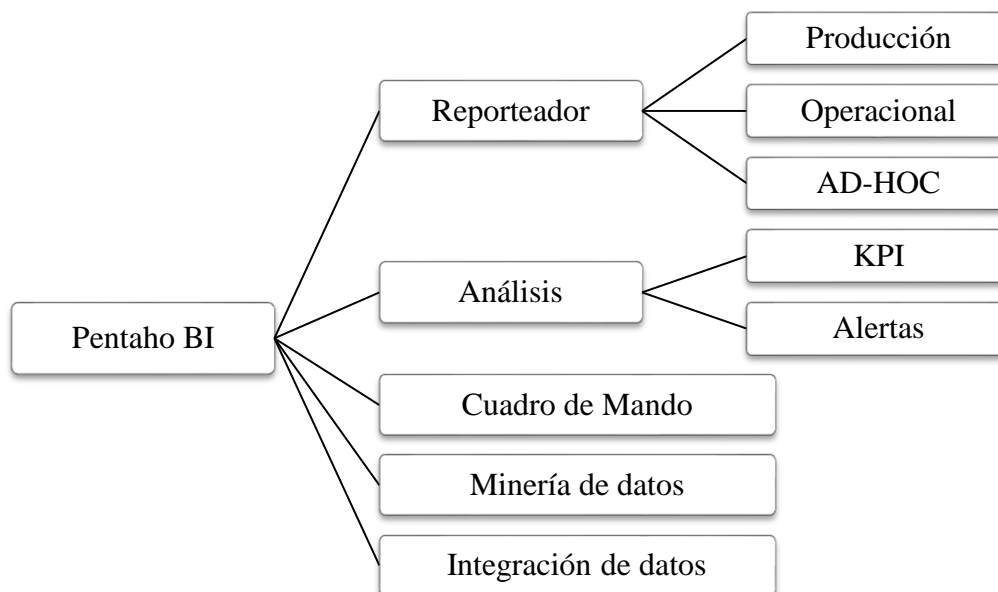 Pentaho BI
Reporteador
Producción
Operacional
AD-HOC
Análisis
KPI
Alertas
Cuadro de Mando
Minería de datos
Integración de datos